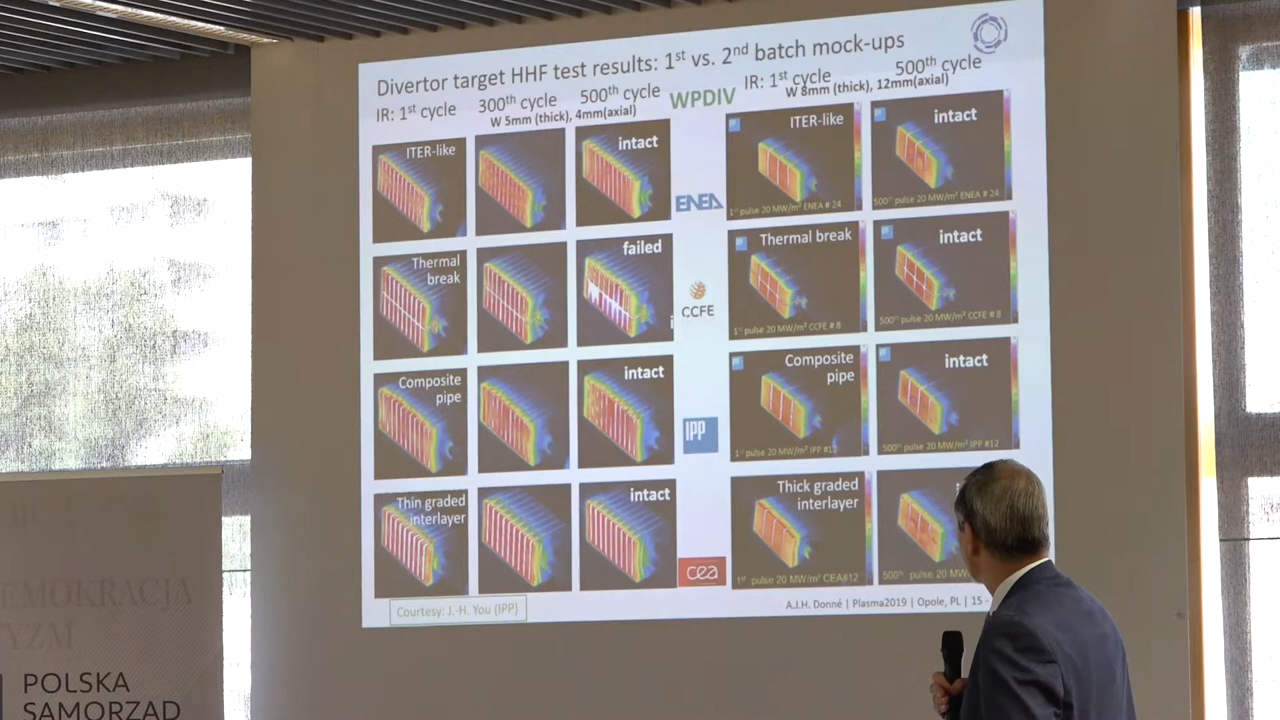 Divertor target HHF test results: 1st vs. 2nd batch mock-ups
IR: 1st cycle
300th cycle
500th cycle
W 5mm (thick), 4mm(axial)
WPDIV
IR: 1st cycle
500th cycle
W 8mm (thick), 12mm(axial)
ITER-like
intact
ENEA
ITER-like
1st pulse 20 MW/m² ENEA # 24
intact
500th pulse 20 MW/m² ENEA # 24
Thermal
break
failed
CCFE
Thermal break
1st pulse 20 MW/m² CCFE # 8
intact
500th pulse 20 MW/m² CCFE # 8
Composite
pipe
intact
IPP
Composite
pipe
1st pulse 20 MW/m² IPP
intact
500th pulse 20 MW/m² IPP #12
Thin graded
interlayer
intact
cea
Thick graded
interlayer
1st pulse 20 MW/m² CEA#12
500th pulse 20 MW/
Courtesy: J.-H. You (IPP)
A.J.H. Donné | Plasma2019 | Opole, PL | 15 -
EMOKRACJA
YZM
POLSKA
SAMORZĄD